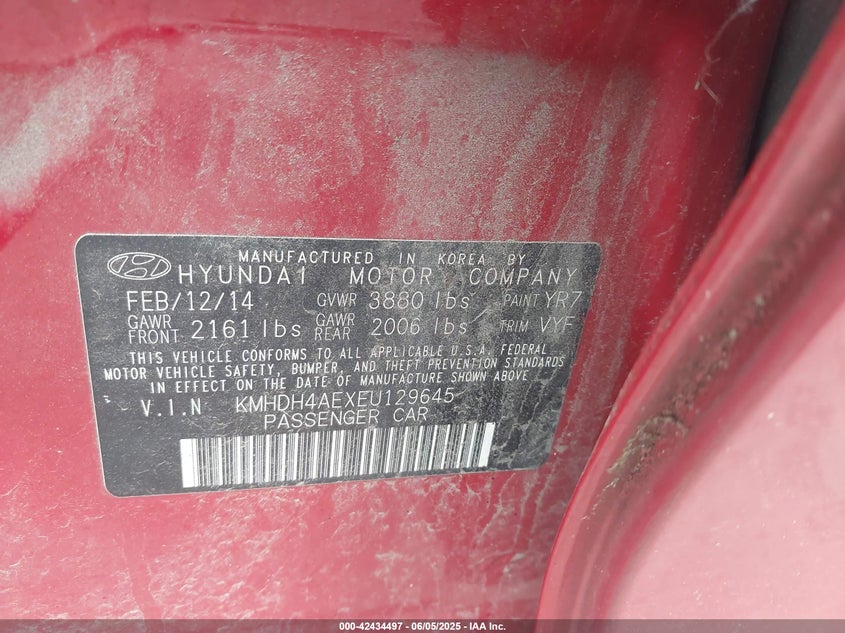 MANUFACTURED IN KOREA BY
HYUNDAI MOTOR COMPANY
FEB/12/14 GVWR 3880 lbs PAINT YR7
GAWR FRONT 2161 lbs GAWR REAR 2006 lbs TRIM VYF
THIS VEHICLE CONFORMS TO ALL APPLICABLE U.S.A. FEDERAL
MOTOR VEHICLE SAFETY, BUMPER, AND THEFT PREVENTION STANDARDS
IN EFFECT ON THE DATE OF MANUFACTURE SHOWN ABOVE
V.I.N KMHDH4AEXEU129645
PASSENGER CAR
000-42434497 - 06/05/2025 - IAA Inc.